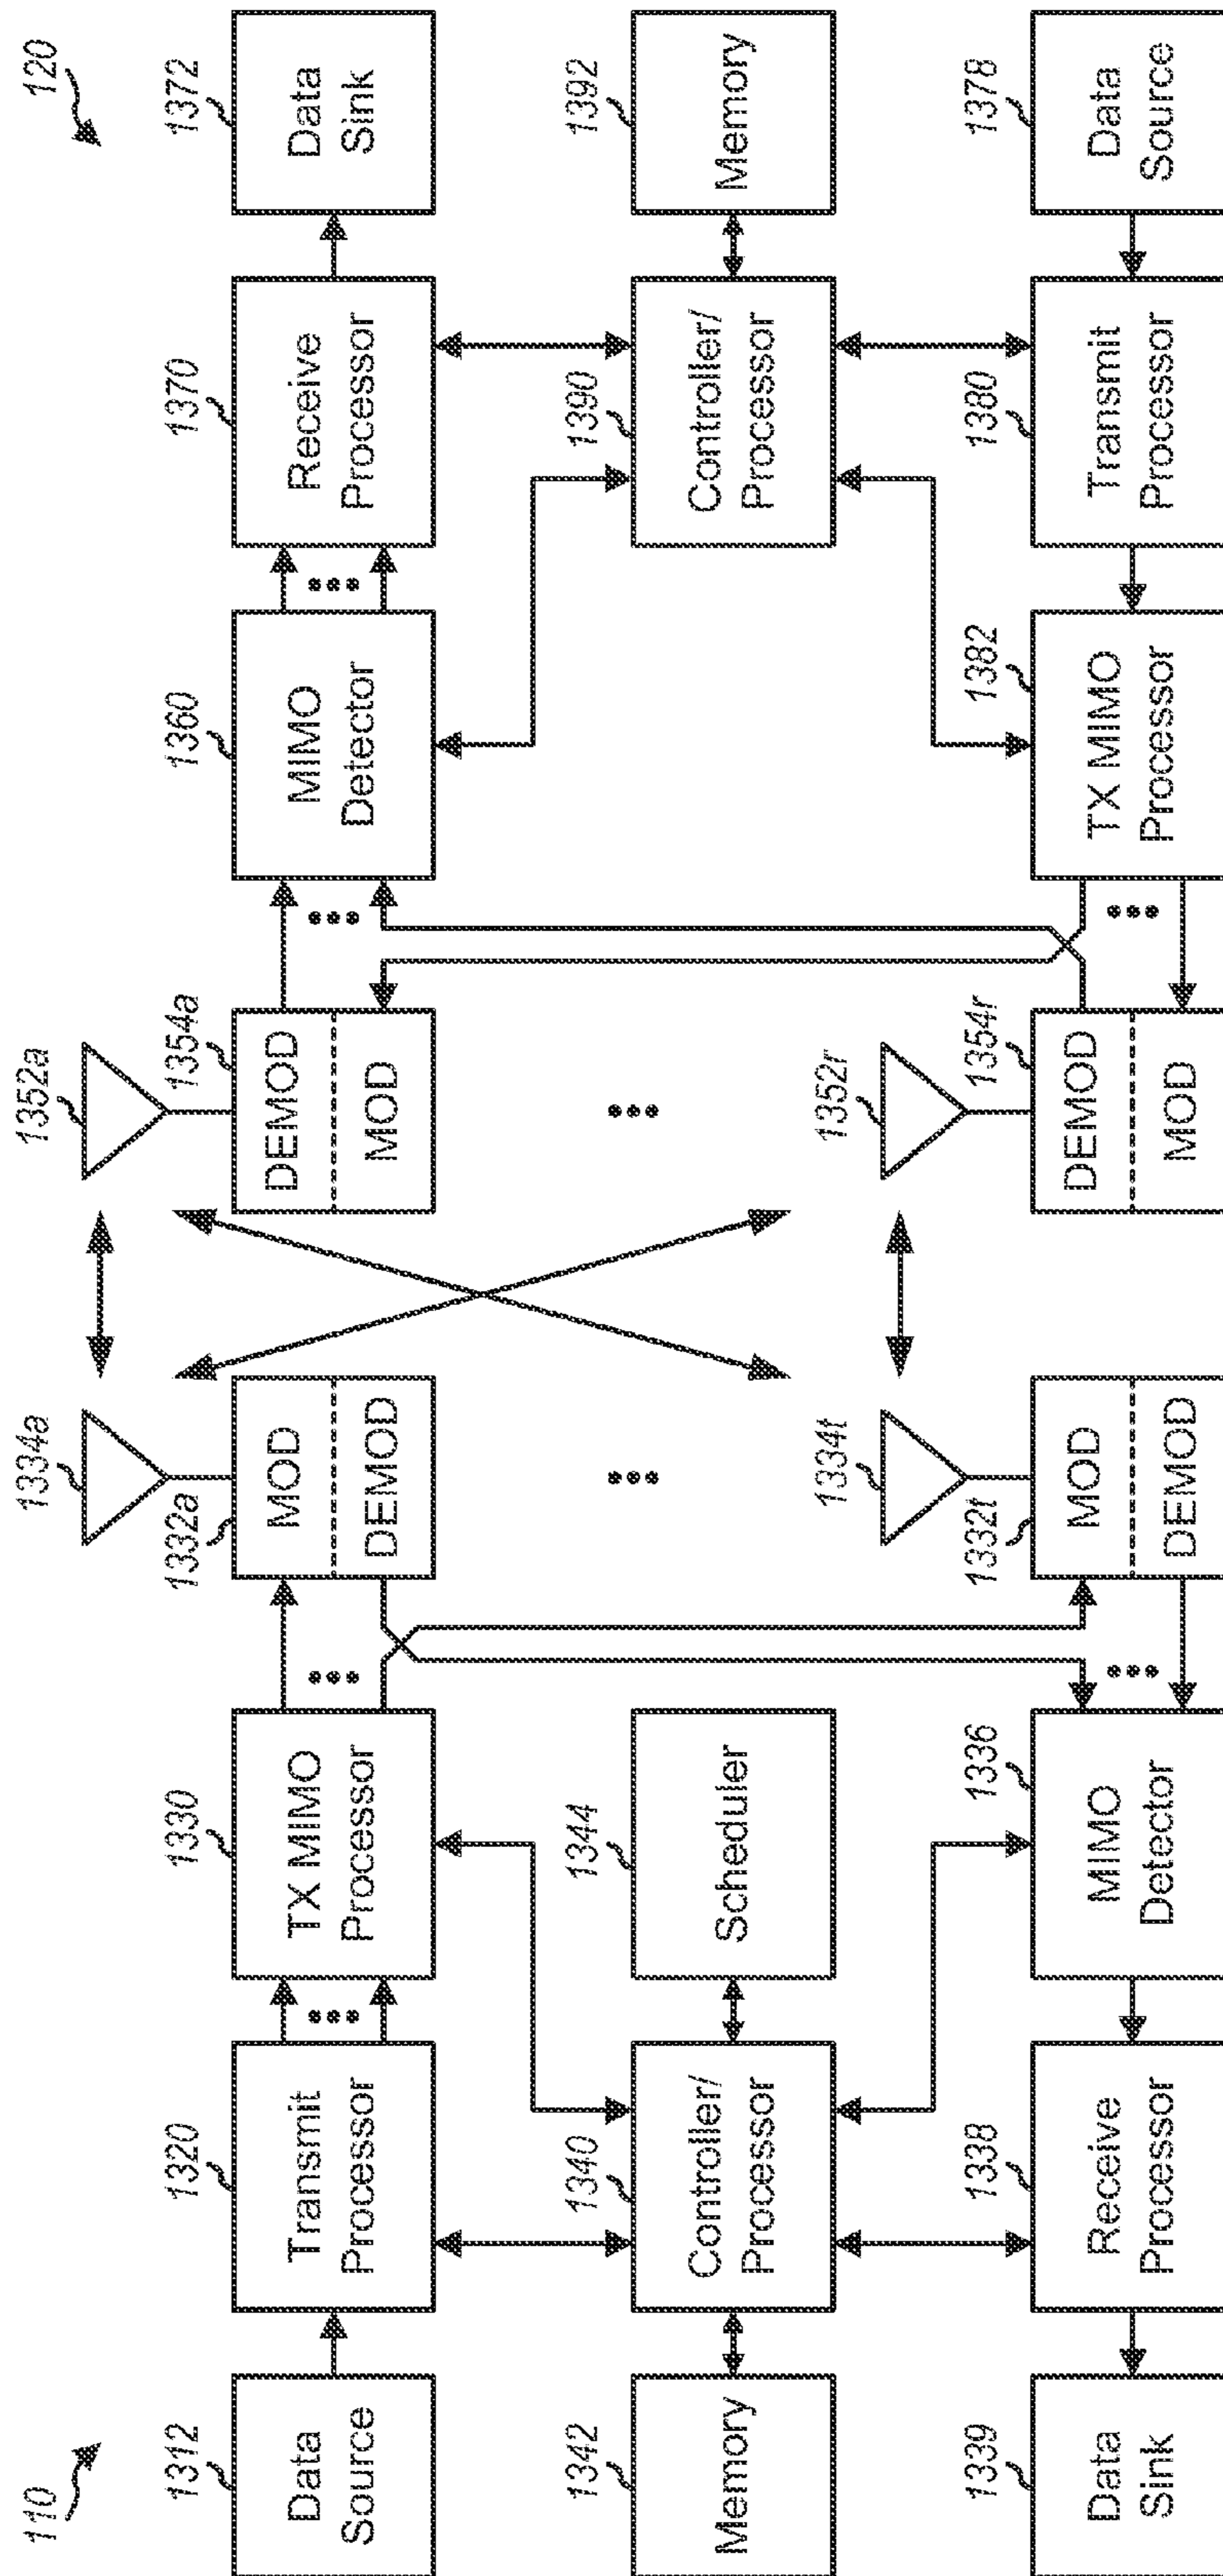 110
120
1312
Data
Source
1320
Transmit
Processor
1330
TX MIMO
Processor
1334a
1332a
MOD
DEMOD
1352a
1354a
DEMOD
MOD
1360
MIMO
Detector
1370
Receive
Processor
1372
Data
Sink
1342
Memory
1340
Controller/
Processor
1344
Scheduler
1390
Controller/
Processor
1392
Memory
1339
Data
Sink
1338
Receive
Processor
1336
MIMO
Detector
1334t
1332t
MOD
DEMOD
1352r
1354r
DEMOD
MOD
1382
TX MIMO
Processor
1380
Transmit
Processor
1378
Data
Source